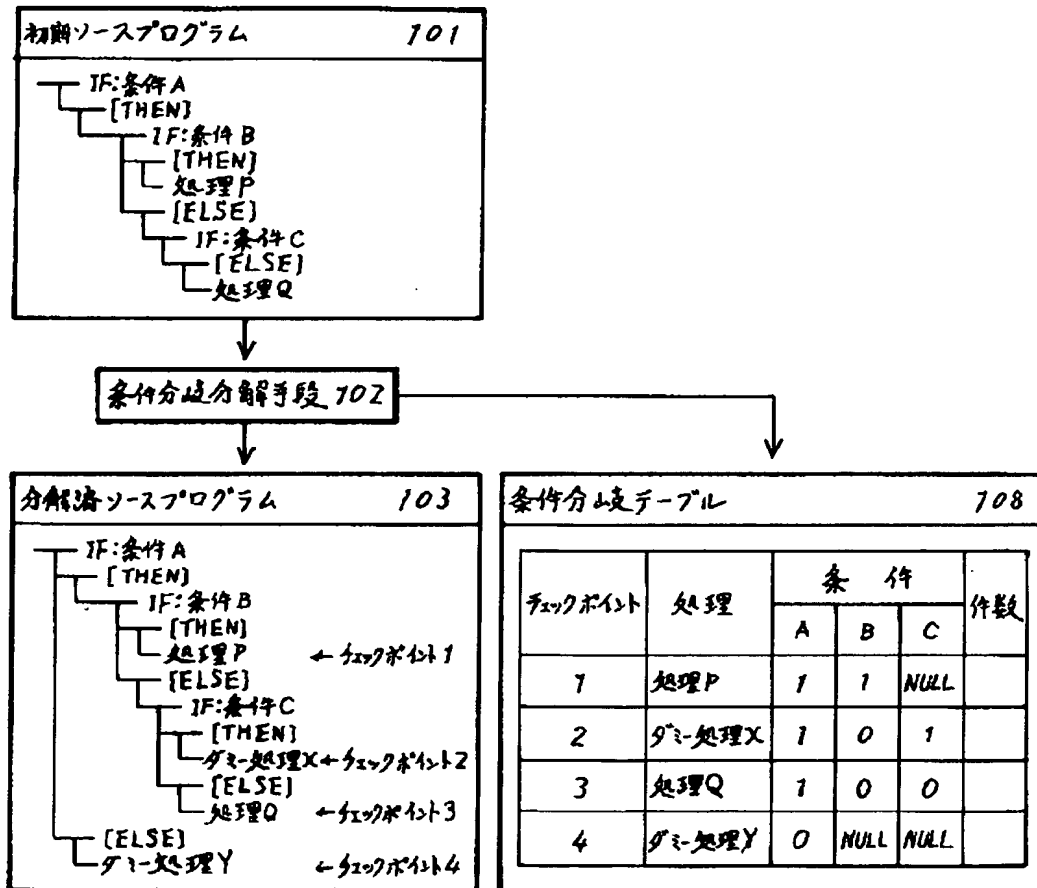 初期ソースプログラム 101
IF:条件A
[THEN]
IF:条件B
[THEN]
処理P
[ELSE]
IF:条件C
[ELSE]
処理Q
条件分岐分解手段 102
分解済ソースプログラム 103
IF:条件A
[THEN]
IF:条件B
[THEN]
処理P ←チェックポイント1
[ELSE]
IF:条件C
[THEN]
ダミー処理X←チェックポイント2
[ELSE]
処理Q ←チェックポイント3
[ELSE]
ダミー処理Y ←チェックポイント4
条件分岐テーブル 108
チェックポイント 処理 条件 件数
A B C
1 処理P 1 1 NULL
2 ダミー処理X 1 0 1
3 処理Q 1 0 0
4 ダミー処理Y 0 NULL NULL